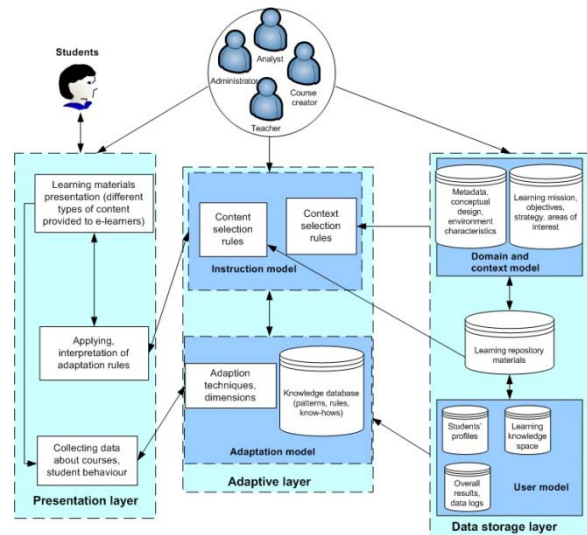 Students
Analyst
Administrator
Course
creator
Teacher
Learning materials
presentation (different
types of content
provided to e-learners)
Applying,
interpretation of
adaptation rules
Collecting data
about courses,
student behaviour
Presentation layer
Content
selection
rules
Context
selection
rules
Instruction model
Adaption
techniques,
dimensions
Knowledge database
(patterns, rules,
know-hows)
Adaptation model
Adaptive layer
Metadata,
conceptual
design,
environment
characteristics
Learning mission,
objectives,
strategy, areas of
interest
Domain and
context model
Learning repository
materials
Students'
profiles
Learning
knowledge
space
Overall
results,
data logs
User model
Data storage layer